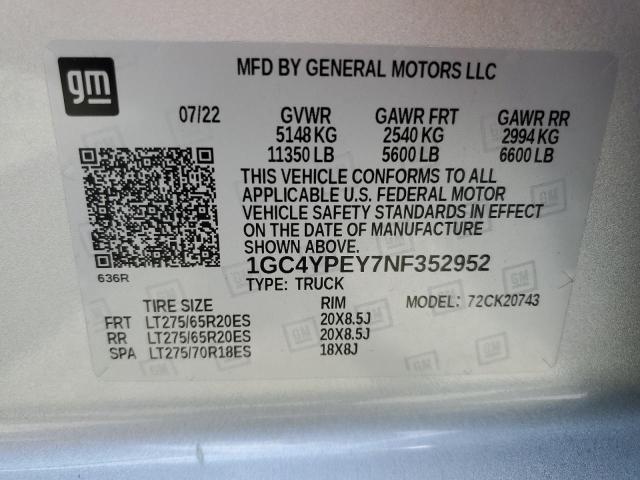 gm
MFD BY GENERAL MOTORS LLC
07/22 GVWR GAWR FRT GAWR RR
5148 KG 2540 KG 2994 KG
11350 LB 5600 LB 6600 LB
THIS VEHICLE CONFORMS TO ALL
APPLICABLE U.S. FEDERAL MOTOR
VEHICLE SAFETY STANDARDS IN EFFECT
ON THE DATE OF MANUFACTURE
SHOWN ABOVE.
636R
1GC4YPEY7NF352952
TYPE: TRUCK
TIRE SIZE RIM MODEL: 72CK20743
FRT LT275/65R20ES 20X8.5J
RR LT275/65R20ES 20X8.5J
SPA LT275/70R18ES 18X8J